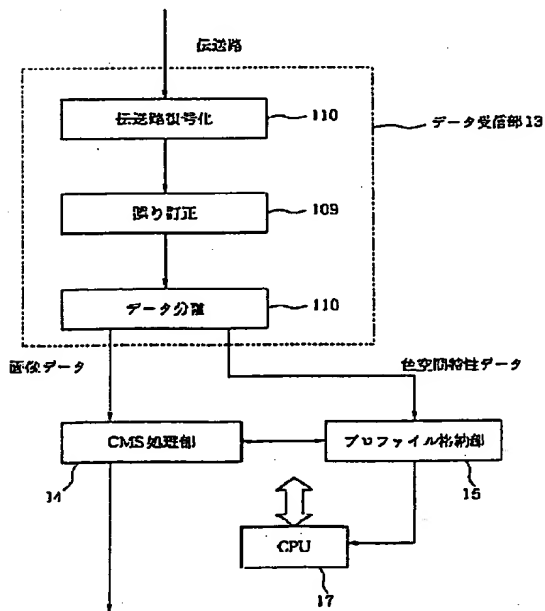 伝送路
伝送路復号化
110
データ受信部13
誤り訂正
109
データ分離
110
画像データ
色空間特性データ
CMS処理部
プロファイル格納部
14
15
CPU
17